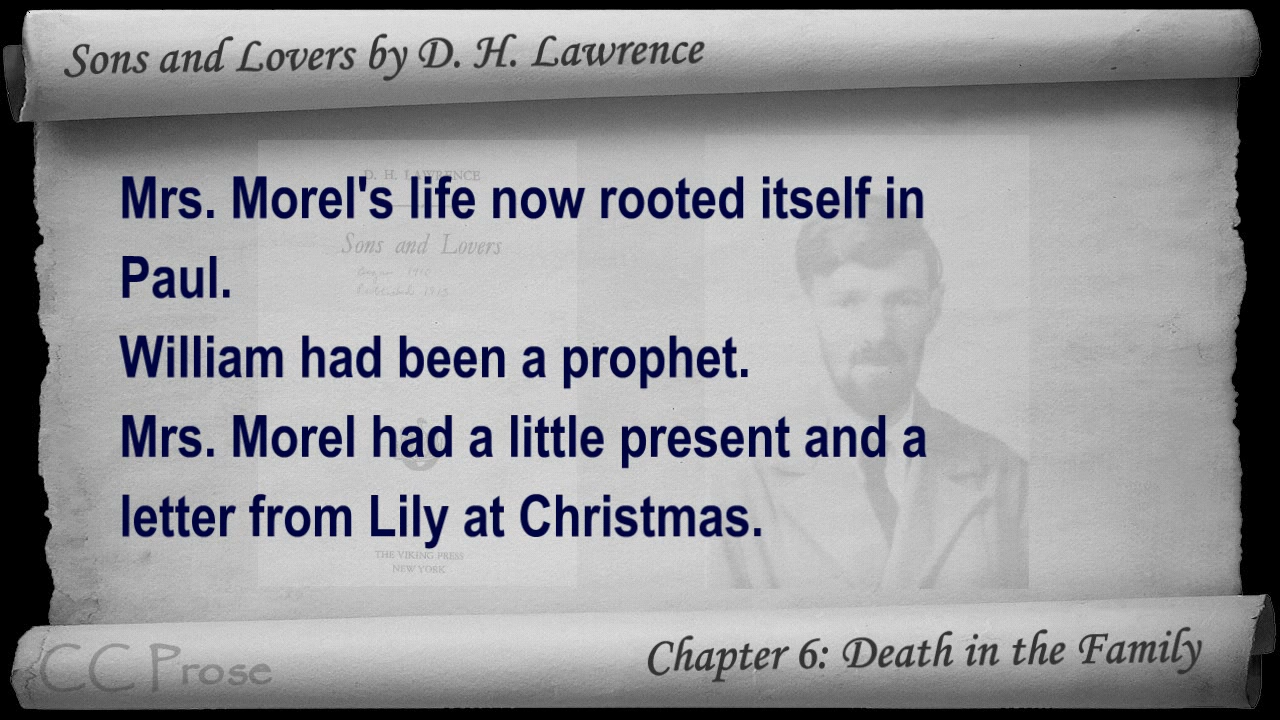 Sons and Lovers by D. H. Lawrence
D. H. LAWRENCE
Mrs. Morel's life now rooted itself in
Sons and Lovers
Paul.
William had been a prophet.
Mrs. Morel had a little present and a
letter from Lily at Christmas.
THE VIKING PRESS
NEW YORK
CC Prose
Chapter 6: Death in the Family